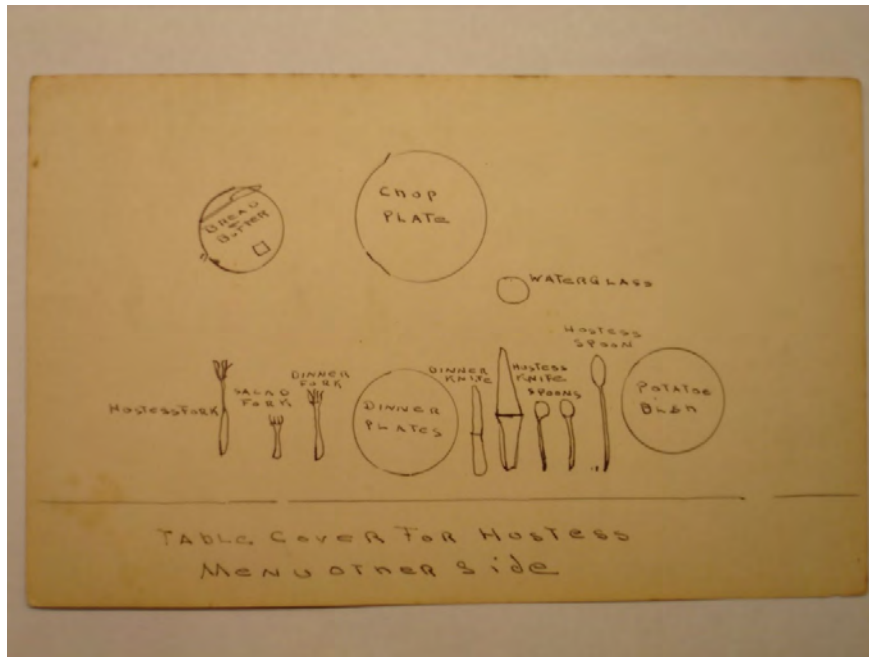 CHOP
PLATE
BREAD
+
BUTTER
WATERGLASS
HOSTESS
SPOON
HOSTESS FORK
SALAD
FORK
DINNER
FORK
DINNER
PLATES
DINNER
KNIFE
HOSTESS
KNIFE
SPOONS
POTATOE
DISH
TABLE COVER FOR HOSTESS
MENU OTHER SIDE